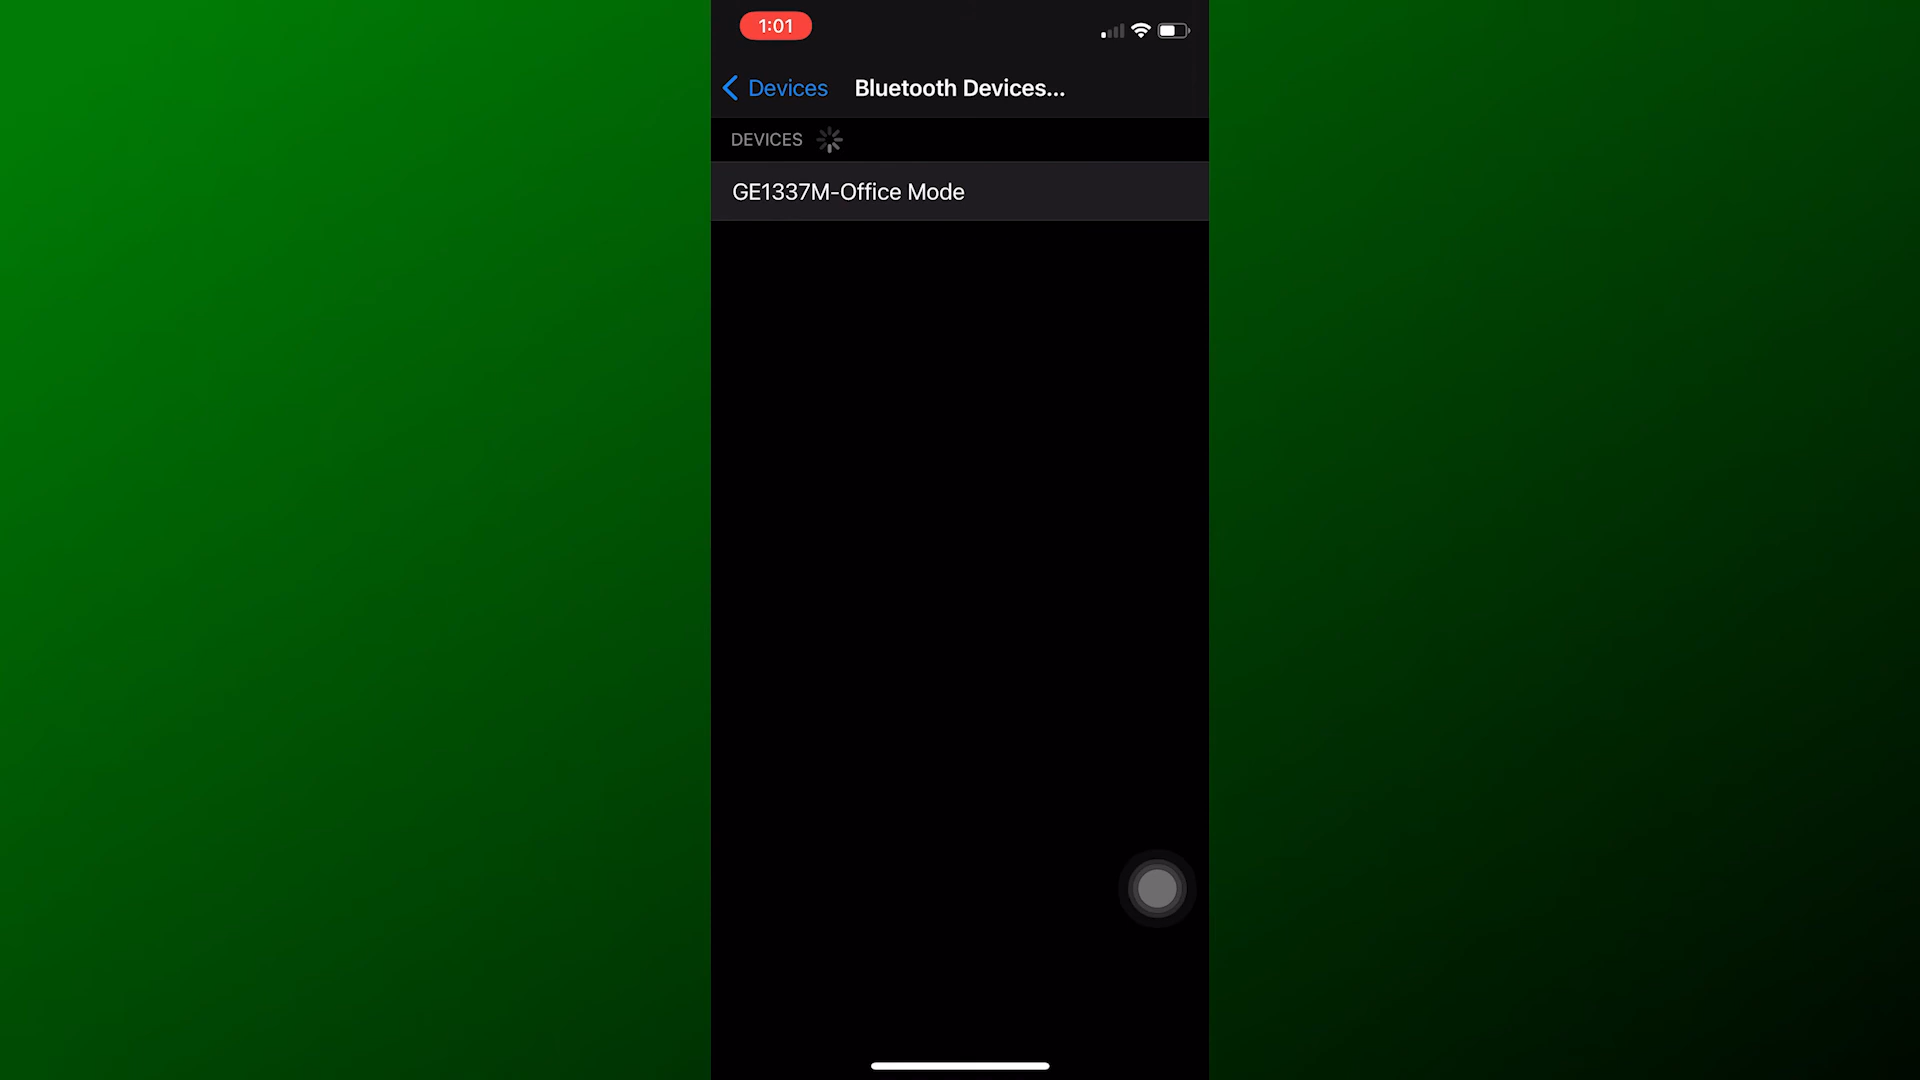 1:01
Devices
Bluetooth Devices...
DEVICES
GE1337M-Office Mode